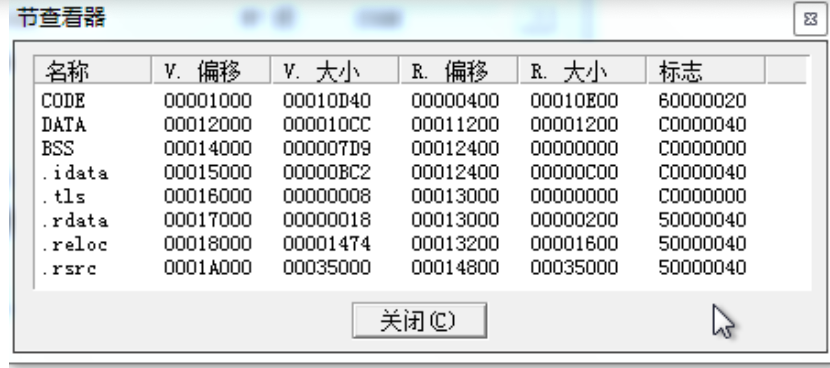 节查看器
名称 V. 偏移 V. 大小 R. 偏移 R. 大小 标志
CODE 00001000 00010D40 00000400 00010E00 60000020
DATA 00012000 000010CC 00011200 00001200 C0000040
BSS 00014000 000007D9 00012400 00000000 C0000000
.idata 00015000 00000BC2 00012400 00000C00 C0000040
.tls 00016000 00000008 00013000 00000000 C0000000
.rdata 00017000 00000018 00013000 00000200 50000040
.reloc 00018000 00001474 00013200 00001600 50000040
.rsrc 0001A000 00035000 00014800 00035000 50000040
关闭(C)